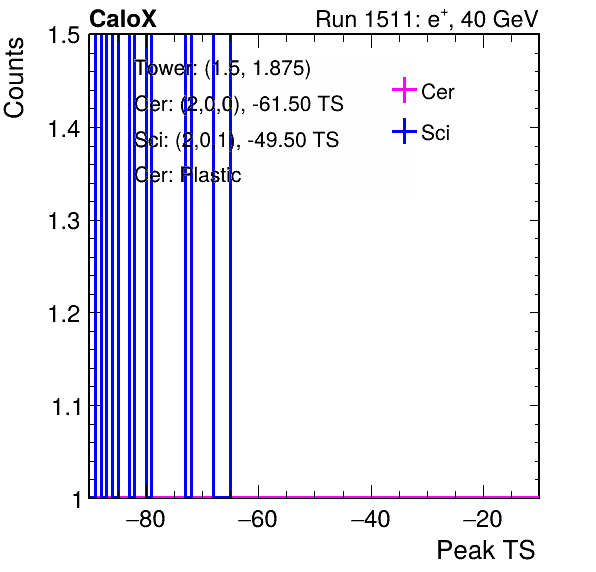 CaloX Run 1511: e⁺, 40 GeV
Counts
1.5
1.4
1.3
1.2
1.1
1
Tower: (1.5, 1.875)
Cer: (2,0,0), -61.50 TS
Sci: (2,0,1), -49.50 TS
Cer: Plastic
Cer
Sci
−80 −60 −40 −20
Peak TS